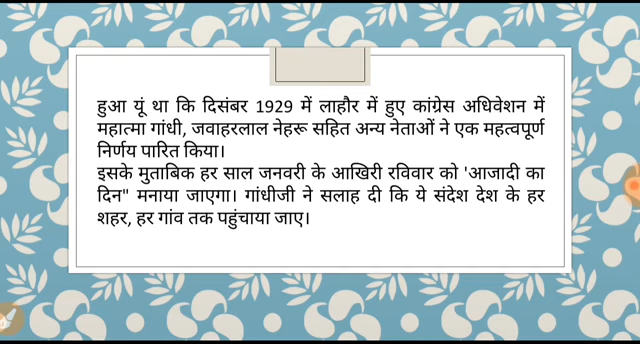 हुआ यूं था कि दिसंबर 1929 में लाहौर में हुए कांग्रेस अधिवेशन में
महात्मा गांधी, जवाहरलाल नेहरू सहित अन्य नेताओं ने एक महत्वपूर्ण
निर्णय पारित किया।
इसके मुताबिक हर साल जनवरी के आखिरी रविवार को 'आजादी का
दिन" मनाया जाएगा। गांधीजी ने सलाह दी कि ये संदेश देश के हर
शहर, हर गांव तक पहुंचाया जाए।